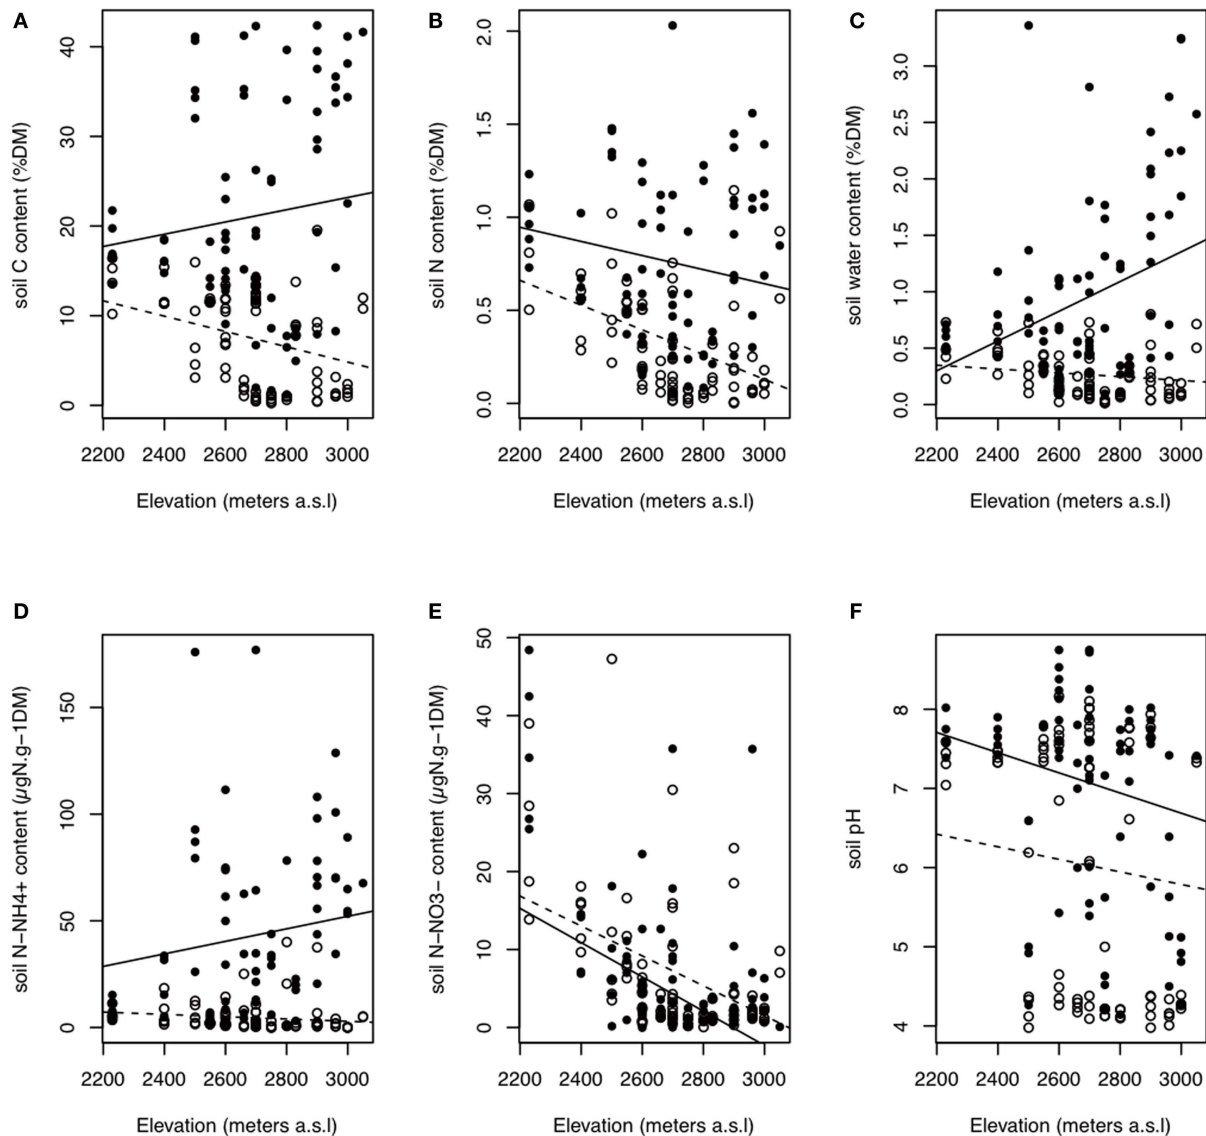 A
B
C
soil C content (%DM)
40
30
20
10
0
2200 2400 2600 2800 3000
Elevation (meters a.s.l)
soil N content (%DM)
2.0
1.5
1.0
0.5
0.0
2200 2400 2600 2800 3000
Elevation (meters a.s.l)
soil water content (%DM)
3.0
2.5
2.0
1.5
1.0
0.5
0.0
2200 2400 2600 2800 3000
Elevation (meters a.s.l)
D
E
F
soil N−NH4+ content (µgN.g−1DM)
150
100
50
0
2200 2400 2600 2800 3000
Elevation (meters a.s.l)
soil N−NO3− content (µgN.g−1DM)
50
40
30
20
10
0
2200 2400 2600 2800 3000
Elevation (meters a.s.l)
soil pH
8
7
6
5
4
2200 2400 2600 2800 3000
Elevation (meters a.s.l)